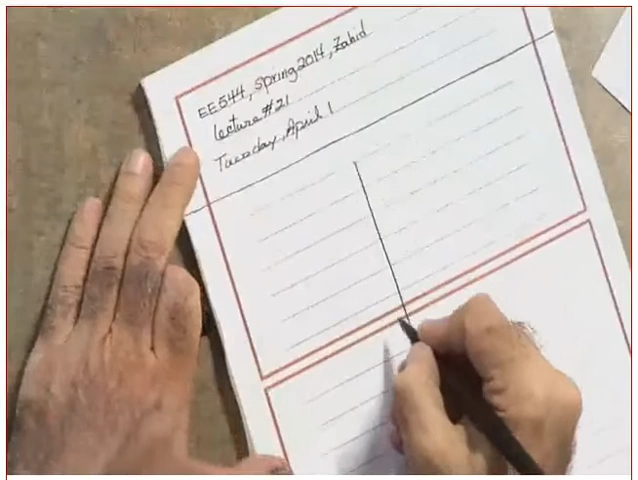 EE544, Spring 2014, Zahid
Lecture #21
Tuesday, April 1